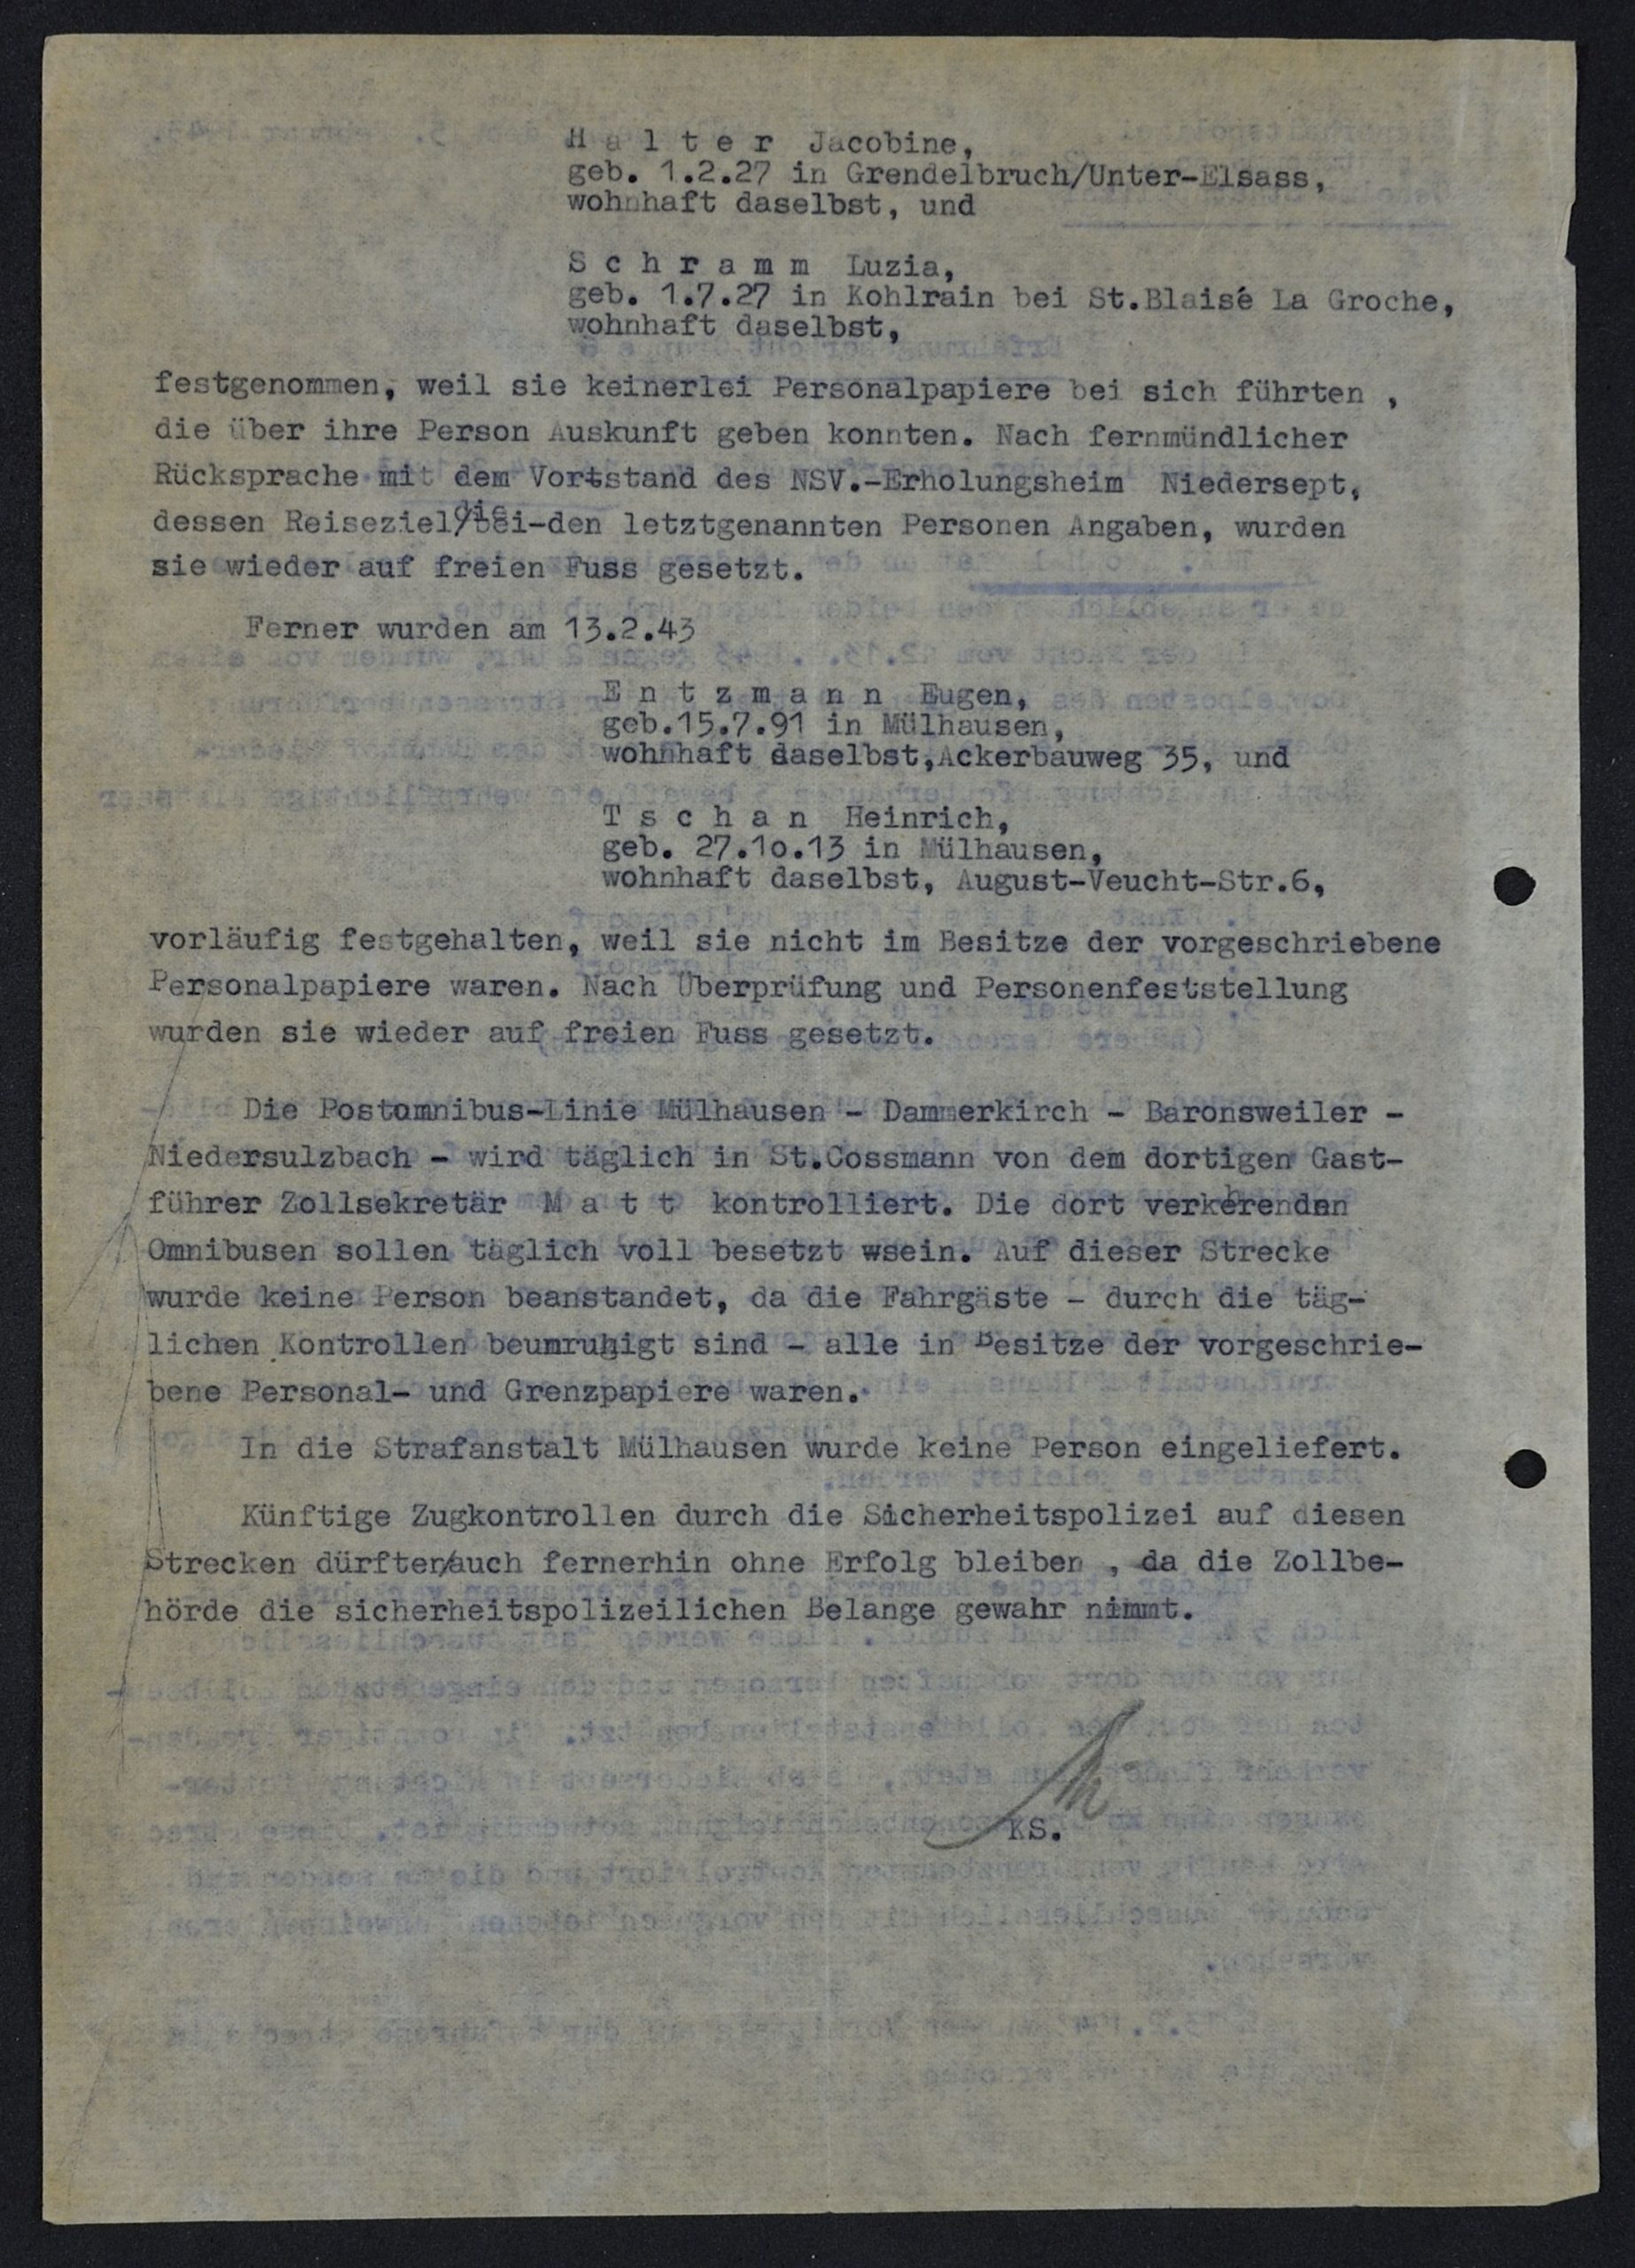 H a l t e r  Jacobine,
geb. 1.2.27 in Grendelbruch/Unter-Elsass,
wohnhaft daselbst, und
S c h r a m m  Luzia,
geb. 1.7.27 in Kohlrain bei St.Blaisé La Groche,
wohnhaft daselbst,
festgenommen, weil sie keinerlei Personalpapiere bei sich führten ,
die über ihre Person Auskunft geben konnten. Nach fernmündlicher
Rücksprache mit dem Vortstand des NSV.-Erholungsheim Niedersept,
dessen Reiseziel/die bei-den letztgenannten Personen Angaben, wurden
sie wieder auf freien Fuss gesetzt.
Ferner wurden am 13.2.43
E n t z m a n n  Eugen,
geb.15.7.91 in Mülhausen,
wohnhaft daselbst,Ackerbauweg 35, und
T s c h a n  Heinrich,
geb. 27.1o.13 in Mülhausen,
wohnhaft daselbst, August-Veucht-Str.6,
vorläufig festgehalten, weil sie nicht im Besitze der vorgeschriebene
Personalpapiere waren. Nach Überprüfung und Personenfeststellung
wurden sie wieder auf freien Fuss gesetzt.
Die Postomnibus-Linie Mülhausen - Dammerkirch - Baronsweiler -
Niedersulzbach - wird täglich in St.Cossmann von dem dortigen Gast-
führer Zollsekretär M a t t kontrolliert. Die dort verkehrenden
Omnibusen sollen täglich voll besetzt wsein. Auf dieser Strecke
wurde keine Person beanstandet, da die Fahrgäste - durch die täg-
lichen Kontrollen beumruhigt sind - alle in Besitze der vorgeschrie-
bene Personal- und Grenzpapiere waren.
In die Strafanstalt Mülhausen wurde keine Person eingeliefert.
Künftige Zugkontrollen durch die Sicherheitspolizei auf diesen
Strecken dürften/auch fernerhin ohne Erfolg bleiben , da die Zollbe-
hörde die sicherheitspolizeilichen Belange gewahr nimmt.
KS.